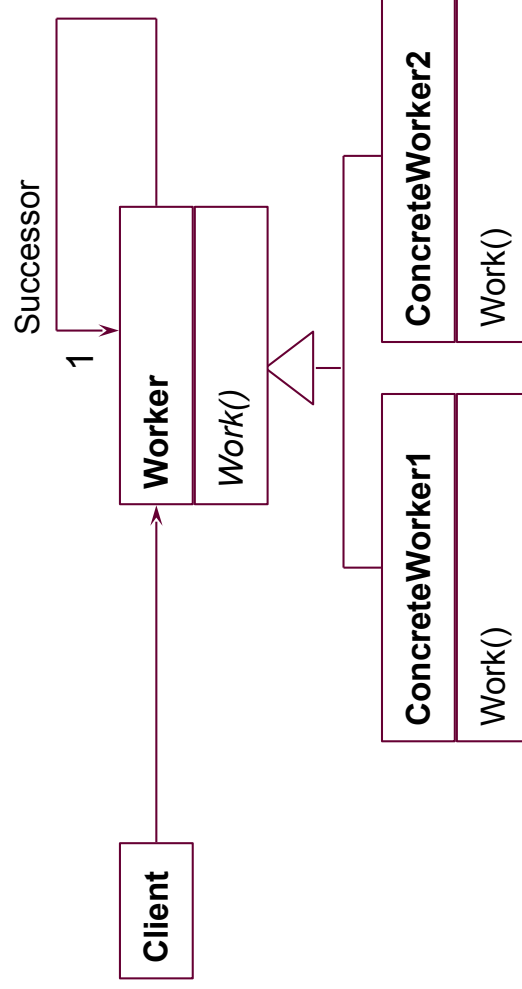 Successor
1
Client
Worker
Work()
ConcreteWorker1
Work()
ConcreteWorker2
Work()